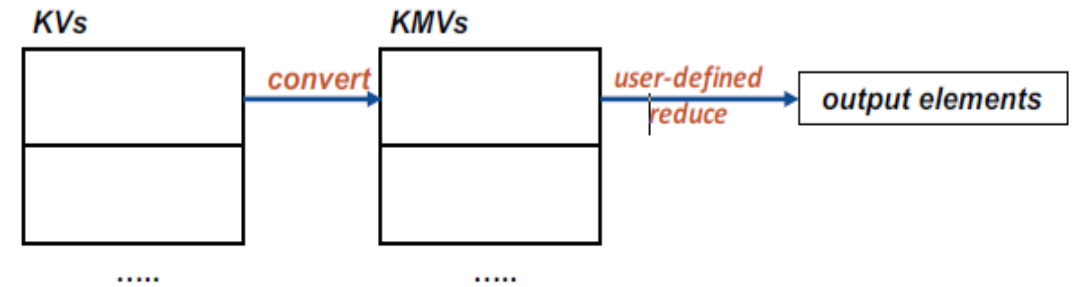 KVs
KMVs
convert
user-defined
reduce
output elements
.....
.....